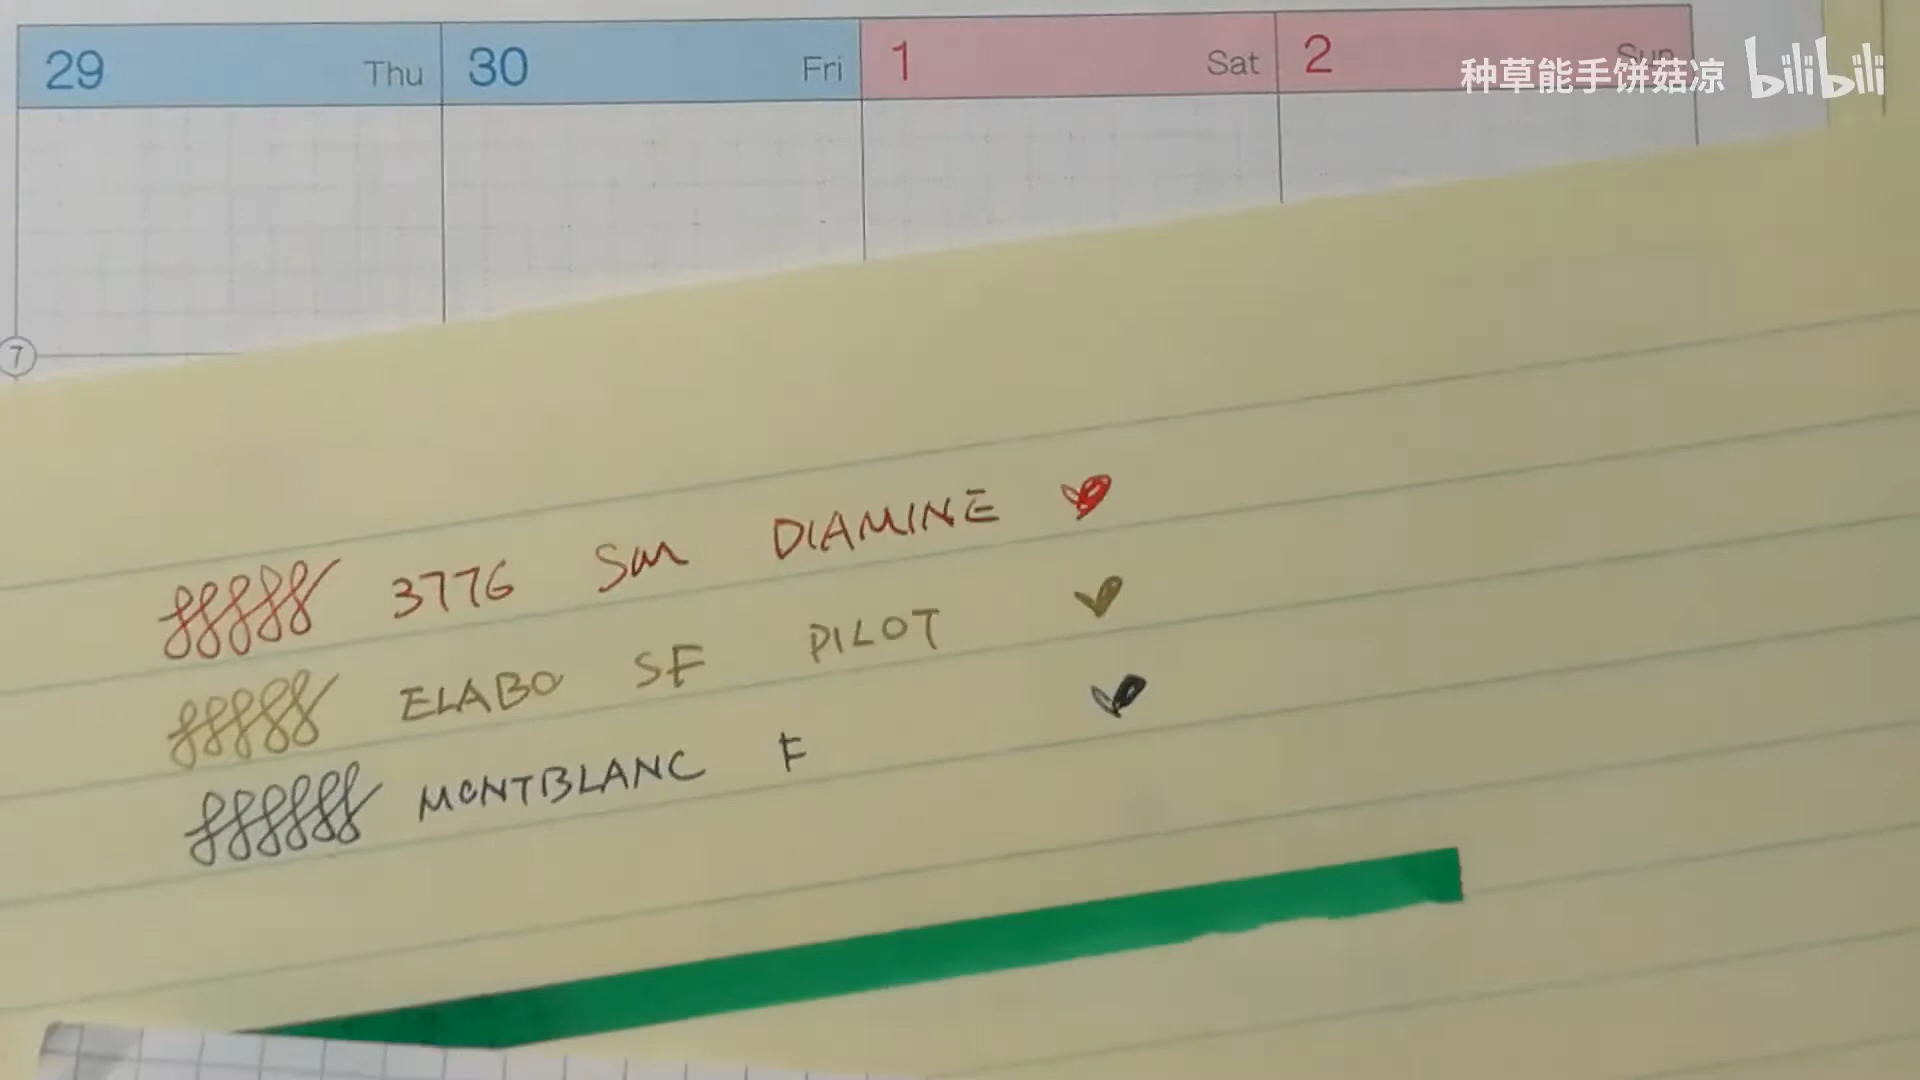 29 Thu 30 Fri 1 Sat 2 Sun
种草能手饼菇凉 bilibili
7
3776 SM DIAMINE
ELABO SF PILOT
MONTBLANC F